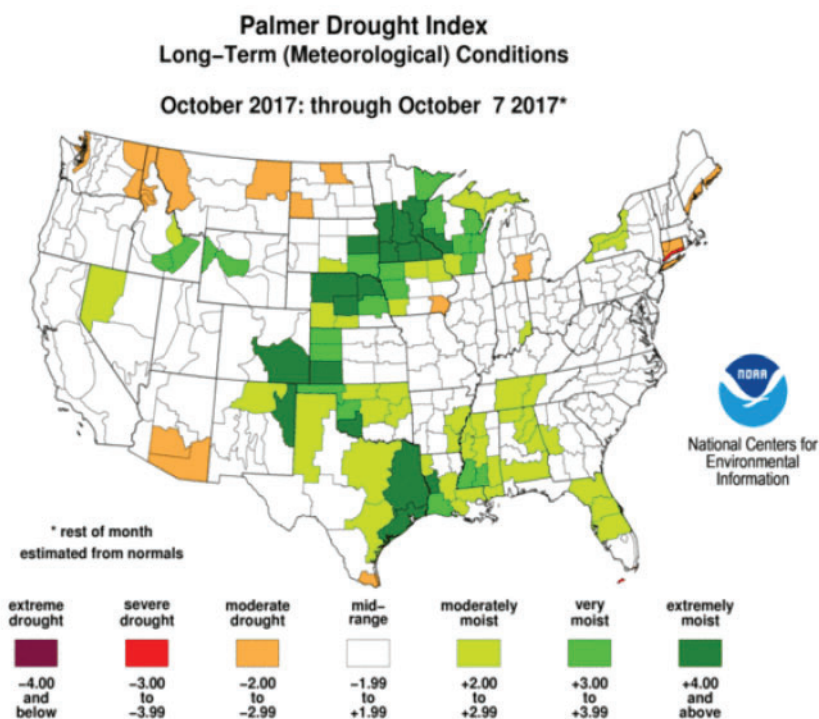 Palmer Drought Index
Long-Term (Meteorological) Conditions
October 2017: through October 7 2017*
NOAA
National Centers for
Environmental
Information
* rest of month
estimated from normals
extreme drought
severe drought
moderate drought
mid-range
moderately moist
very moist
extremely moist
-4.00 and below
-3.00 to -3.99
-2.00 to -2.99
-1.99 to +1.99
+2.00 to +2.99
+3.00 to +3.99
+4.00 and above